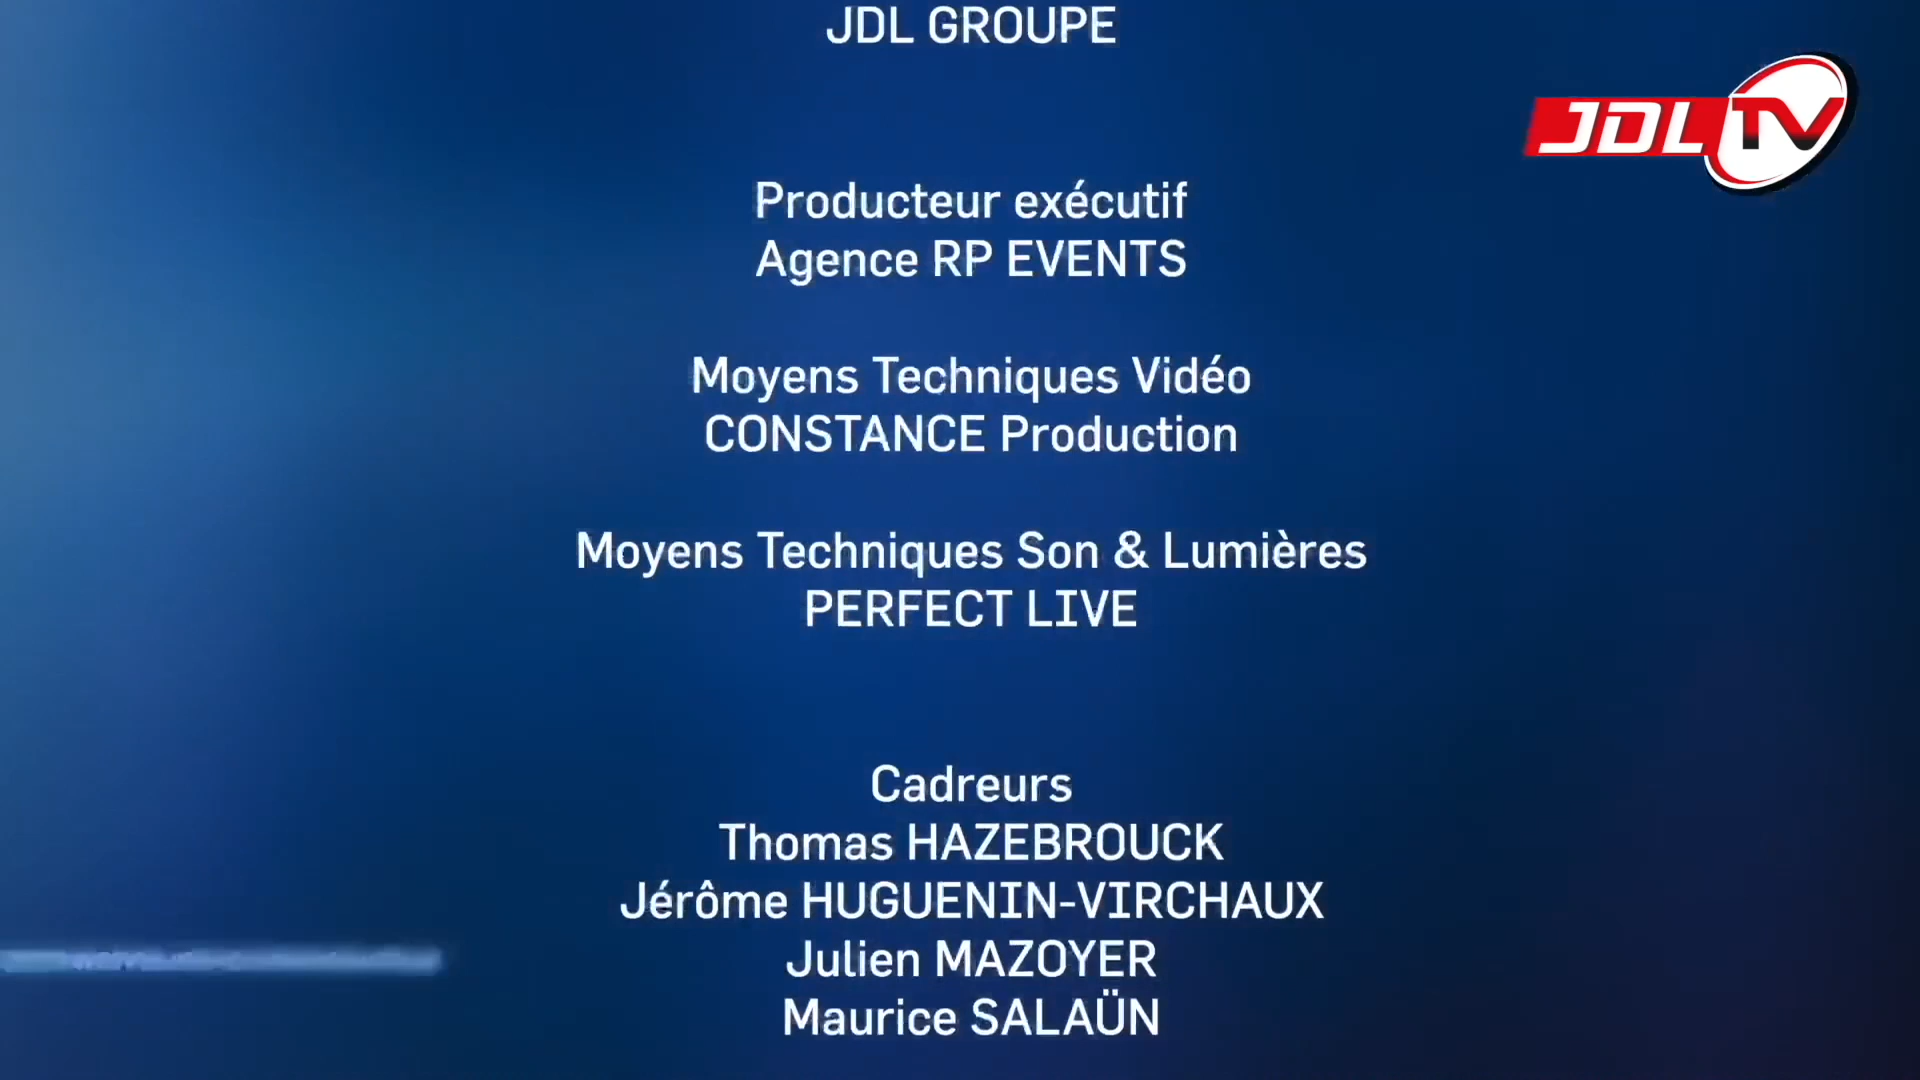 JDL GROUPE
JDL TV
Producteur exécutif
Agence RP EVENTS
Moyens Techniques Vidéo
CONSTANCE Production
Moyens Techniques Son & Lumières
PERFECT LIVE
Cadreurs
Thomas HAZEBROUCK
Jérôme HUGUENIN-VIRCHAUX
Julien MAZOYER
Maurice SALAÜN